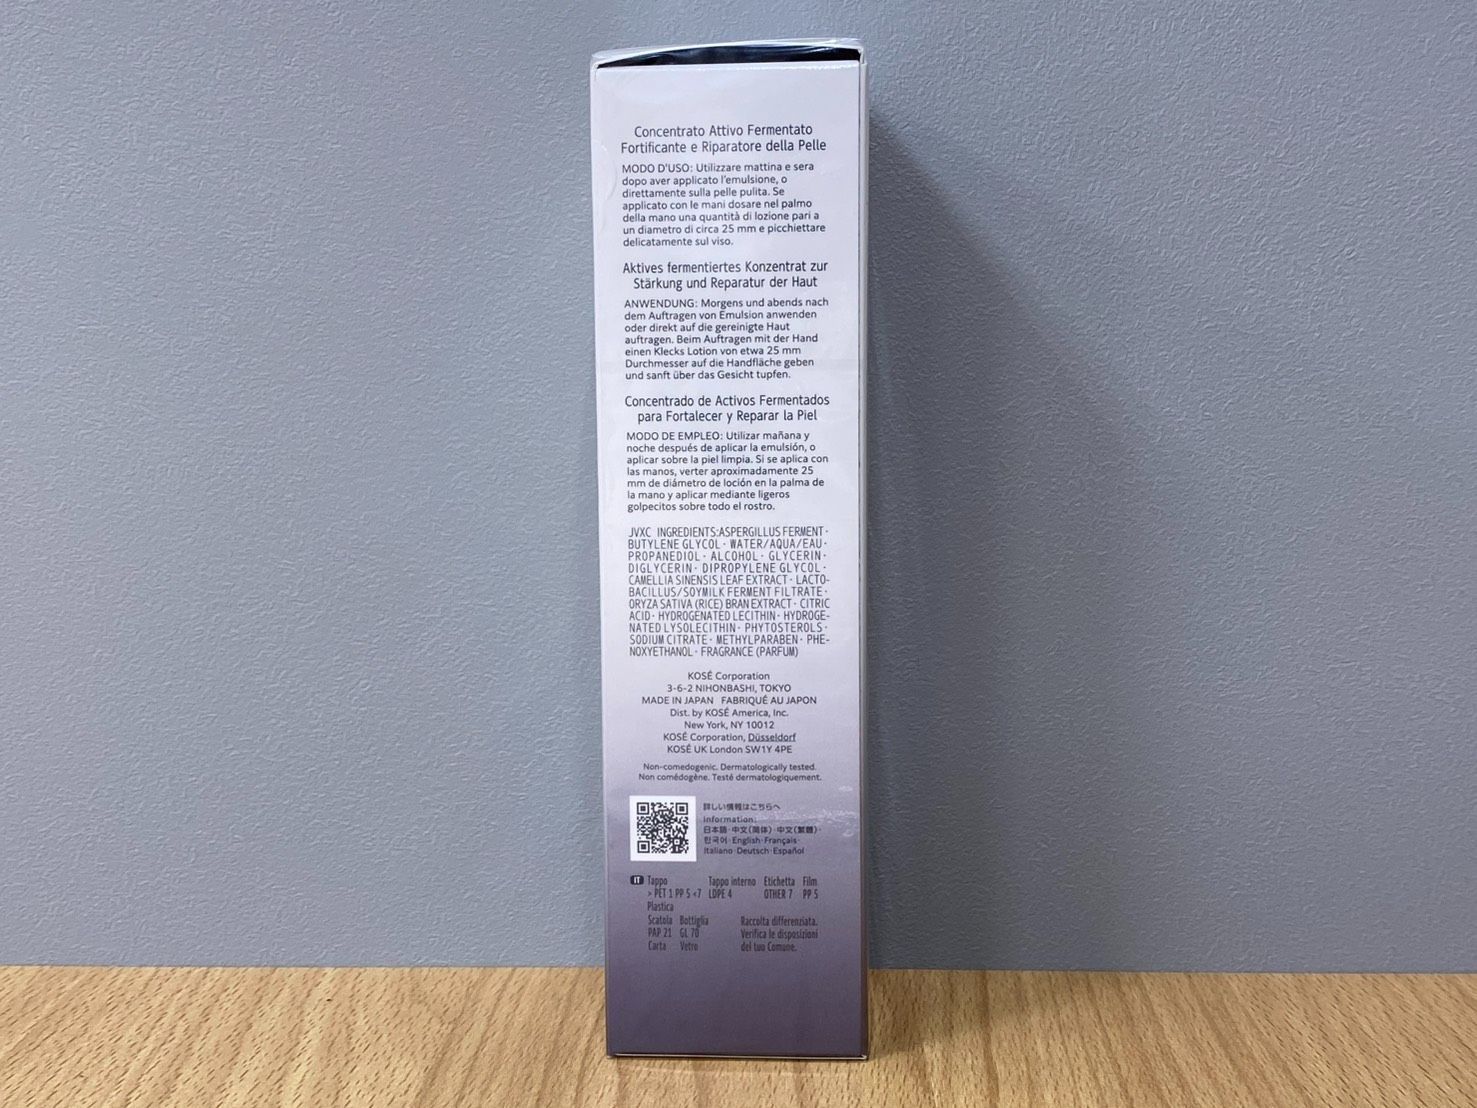 Concentrato Attivo Fermentato
Fortificante e Riparatore della Pelle
MODO D'USO: Utilizzare mattina e sera
dopo aver applicato l'emulsione, o
direttamente sulla pelle pulita. Se
applicato con le mani dosare nel palmo
della mano una quantità di lozione pari a
un diametro di circa 25 mm e picchiettare
delicatamente sul viso.
Aktives fermentiertes Konzentrat zur
Stärkung und Reparatur der Haut
ANWENDUNG: Morgens und abends nach
dem Auftragen von Emulsion anwenden
oder direkt auf die gereinigte Haut
auftragen. Beim Auftragen mit der Hand
einen Klecks Lotion von etwa 25 mm
Durchmesser auf die Handfläche geben
und sanft über das Gesicht tupfen.
Concentrado de Activos Fermentados
para Fortalecer y Reparar la Piel
MODO DE EMPLEO: Utilizar mañana y
noche después de aplicar la emulsión, o
aplicar sobre la piel limpia. Si se aplica con
las manos, verter aproximadamente 25
mm de diámetro de loción en la palma de
la mano y aplicar mediante ligeros
golpecitos sobre todo el rostro.
JVXC INGREDIENTS:ASPERGILLUS FERMENT·
BUTYLENE GLYCOL· WATER/AQUA/EAU·
PROPANEDIOL· ALCOHOL· GLYCERIN·
DIGLYCERIN· DIPROPYLENE GLYCOL·
CAMELLIA SINENSIS LEAF EXTRACT· LACTO-
BACILLUS/SOYMILK FERMENT FILTRATE·
ORYZA SATIVA (RICE) BRAN EXTRACT· CITRIC
ACID· HYDROGENATED LECITHIN· HYDROGE-
NATED LYSOLECITHIN· PHYTOSTEROLS·
SODIUM CITRATE· METHYLPARABEN· PHE-
NOXYETHANOL· FRAGRANCE (PARFUM)
KOSÉ Corporation
3-6-2 NIHONBASHI, TOKYO
MADE IN JAPAN FABRIQUÉ AU JAPON
Dist. by KOSÉ America, Inc.
New York, NY 10012
KOSÉ Corporation, Düsseldorf
KOSÉ UK London SW1Y 4PE
Non-comedogenic. Dermatologically tested.
Non comédogène. Testé dermatologiquement.
詳しい情報はこちらへ
Information:
日本語·中文(简体)·中文(繁體)·
한국어·English·Français·
Italiano·Deutsch·Español
IT Tappo Tappo interno Etichetta Film
> PET 1 PP 5 <7 LDPE 4 OTHER 7 PP 5
Plastica
Scatola Bottiglia Raccolta differenziata.
PAP 21 GL 70 Verifica le disposizioni
Carta Vetro del tuo Comune.